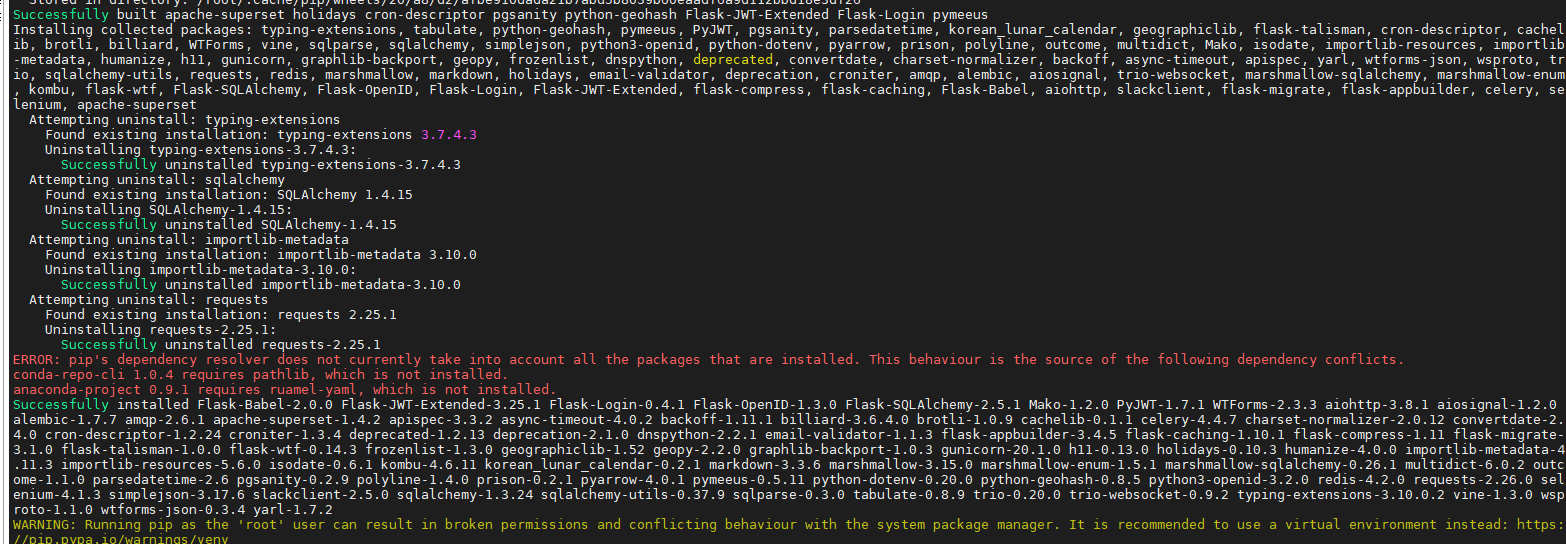 Successfully built apache-superset holidays cron-descriptor pgsanity python-geohash Flask-JWT-Extended Flask-Login pymeeus
Installing collected packages: typing-extensions, tabulate, python-geohash, pymeeus, PyJWT, pgsanity, parsedatetime, korean_lunar_calendar, geographiclib, flask-talisman, cron-descriptor, cachel
ib, brotli, billiard, WTForms, vine, sqlparse, sqlalchemy, simplejson, python3-openid, python-dotenv, pyarrow, prison, polyline, outcome, multidict, Mako, isodate, importlib-resources, importlib
-metadata, humanize, h11, gunicorn, graphlib-backport, geopy, frozenlist, dnspython, deprecated, convertdate, charset-normalizer, backoff, async-timeout, apispec, yarl, wtforms-json, wsproto, tr
io, sqlalchemy-utils, requests, redis, marshmallow, markdown, holidays, email-validator, deprecation, croniter, amqp, alembic, aiosignal, trio-websocket, marshmallow-sqlalchemy, marshmallow-enum
, kombu, flask-wtf, Flask-SQLAlchemy, Flask-OpenID, Flask-Login, Flask-JWT-Extended, flask-compress, flask-caching, Flask-Babel, aiohttp, slackclient, flask-migrate, flask-appbuilder, celery, se
lenium, apache-superset
Attempting uninstall: typing-extensions
Found existing installation: typing-extensions 3.7.4.3
Uninstalling typing-extensions-3.7.4.3:
Successfully uninstalled typing-extensions-3.7.4.3
Attempting uninstall: sqlalchemy
Found existing installation: SQLAlchemy 1.4.15
Uninstalling SQLAlchemy-1.4.15:
Successfully uninstalled SQLAlchemy-1.4.15
Attempting uninstall: importlib-metadata
Found existing installation: importlib-metadata 3.10.0
Uninstalling importlib-metadata-3.10.0:
Successfully uninstalled importlib-metadata-3.10.0
Attempting uninstall: requests
Found existing installation: requests 2.25.1
Uninstalling requests-2.25.1:
Successfully uninstalled requests-2.25.1
ERROR: pip's dependency resolver does not currently take into account all the packages that are installed. This behaviour is the source of the following dependency conflicts.
conda-repo-cli 1.0.4 requires pathlib, which is not installed.
anaconda-project 0.9.1 requires ruamel-yaml, which is not installed.
Successfully installed Flask-Babel-2.0.0 Flask-JWT-Extended-3.25.1 Flask-Login-0.4.1 Flask-OpenID-1.3.0 Flask-SQLAlchemy-2.5.1 Mako-1.2.0 PyJWT-1.7.1 WTForms-2.3.3 aiohttp-3.8.1 aiosignal-1.2.0
alembic-1.7.7 amqp-2.6.1 apache-superset-1.4.2 apispec-3.3.2 async-timeout-4.0.2 backoff-1.11.1 billiard-3.6.4.0 brotli-1.0.9 cachelib-0.1.1 celery-4.4.7 charset-normalizer-2.0.12 convertdate-2.
4.0 cron-descriptor-1.2.24 croniter-1.3.4 deprecated-1.2.13 deprecation-2.1.0 dnspython-2.2.1 email-validator-1.1.3 flask-appbuilder-3.4.5 flask-caching-1.10.1 flask-compress-1.11 flask-migrate-
3.1.0 flask-talisman-1.0.0 flask-wtf-0.14.3 frozenlist-1.3.0 geographiclib-1.52 geopy-2.2.0 graphlib-backport-1.0.3 gunicorn-20.1.0 h11-0.13.0 holidays-0.10.3 humanize-4.0.0 importlib-metadata-4
.11.3 importlib-resources-5.6.0 isodate-0.6.1 kombu-4.6.11 korean_lunar_calendar-0.2.1 markdown-3.3.6 marshmallow-3.15.0 marshmallow-enum-1.5.1 marshmallow-sqlalchemy-0.26.1 multidict-6.0.2 outc
ome-1.1.0 parsedatetime-2.6 pgsanity-0.2.9 polyline-1.4.0 prison-0.2.1 pyarrow-4.0.1 pymeeus-0.5.11 python-dotenv-0.20.0 python-geohash-0.8.5 python3-openid-3.2.0 redis-4.2.0 requests-2.26.0 sel
enium-4.1.3 simplejson-3.17.6 slackclient-2.5.0 sqlalchemy-1.3.24 sqlalchemy-utils-0.37.9 sqlparse-0.3.0 tabulate-0.8.9 trio-0.20.0 trio-websocket-0.9.2 typing-extensions-3.10.0.2 vine-1.3.0 wsp
roto-1.1.0 wtforms-json-0.3.4 yarl-1.7.2
WARNING: Running pip as the 'root' user can result in broken permissions and conflicting behaviour with the system package manager. It is recommended to use a virtual environment instead: https:
//pip.pypa.io/warnings/venv